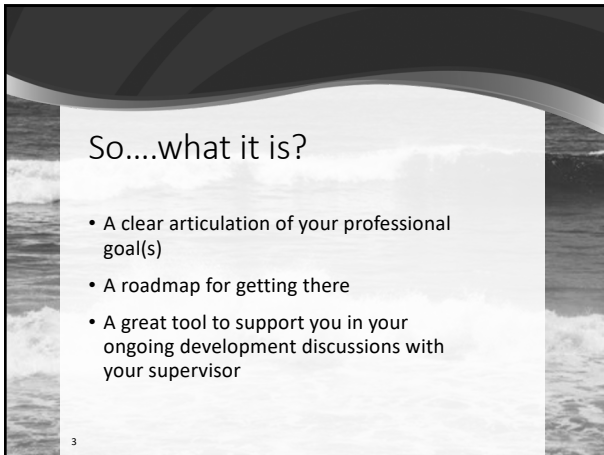 So....what it is?
• A clear articulation of your professional
goal(s)
• A roadmap for getting there
• A great tool to support you in your
ongoing development discussions with
your supervisor
3